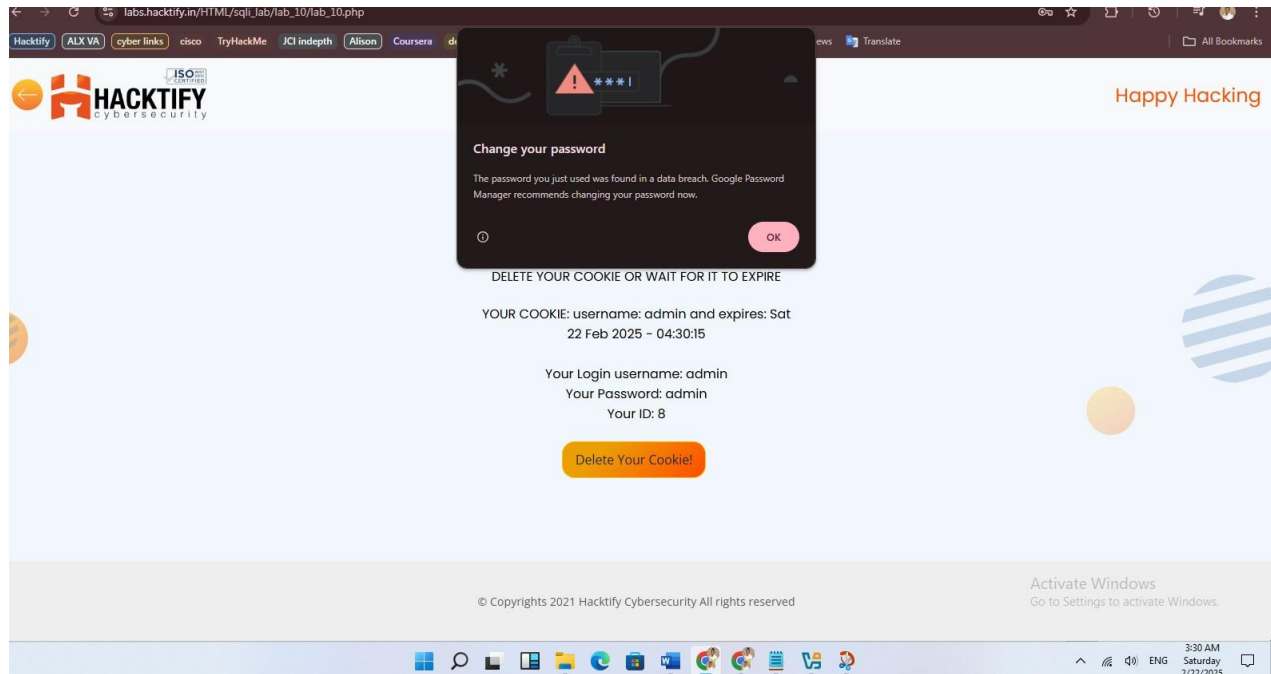 labs.hacktify.in/HTML/sqli_lab/lab_10/lab_10.php
Hacktify ALX VA cyber links cisco TryHackMe JCI indepth Alison Coursera ews Translate All Bookmarks
ISO
CERTIFIED
HACKTIFY
cybersecurity
Happy Hacking
***
Change your password
The password you just used was found in a data breach. Google Password
Manager recommends changing your password now.
OK
DELETE YOUR COOKIE OR WAIT FOR IT TO EXPIRE
YOUR COOKIE: username: admin and expires: Sat
22 Feb 2025 - 04:30:15
Your Login username: admin
Your Password: admin
Your ID: 8
Delete Your Cookie!
© Copyrights 2021 Hacktify Cybersecurity All rights reserved
Activate Windows
Go to Settings to activate Windows.
ENG
3:30 AM
Saturday
2/22/2025